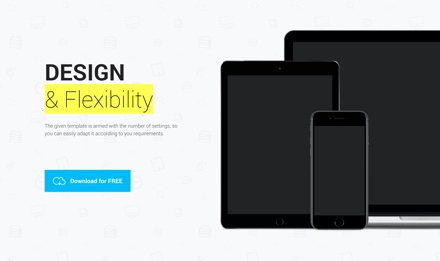 DESIGN
& Flexibility
The given template is armed with the number of settings, so
you can easily adapt it according to you requirements
Download for FREE